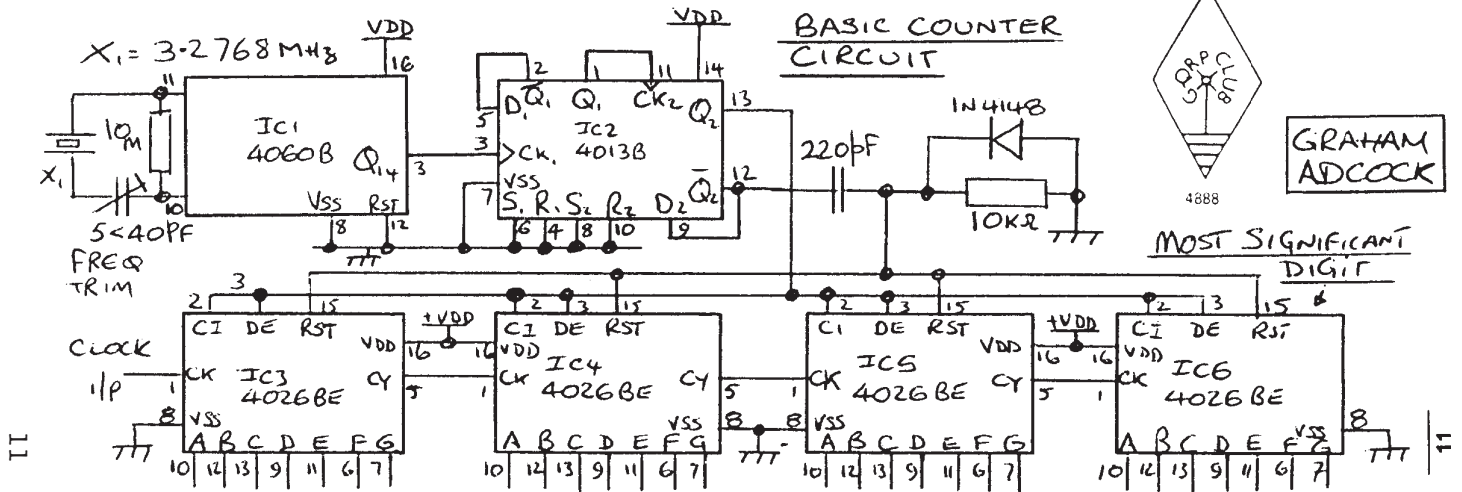 BASIC COUNTER
CIRCUIT
X₁ = 3·2768 MHz
VDD
16
11
10M
X₁
10
5<40PF
FREQ
TRIM
IC1
4060B
Q14
3
VSS
RST
8
12
VDD
14
2
1
11
5
D₁
Q̅₁
Q₁
CK₂
Q₂
13
3
CK₁
IC2
4013B
7
VSS
Q̅₂
12
S₁
R₁
S₂
R₂
D₂
6
4
8
10
9
220pF
1N4148
10KΩ
G QRP CLUB
4888
GRAHAM
ADCOCK
MOST SIGNIFICANT
DIGIT
2
3
15
CI
DE
RST
CLOCK
I/P
1
CK
IC3
4026BE
VDD
16
CY
5
8
VSS
A B C D E F G
10 12 13 9 11 6 7
+VDD
2
3
15
CI
DE
RST
16
VDD
IC4
4026BE
1
CK
CY
5
VSS
8
A B C D E F G
10 12 13 9 11 6 7
2
3
15
CI
DE
RST
IC5
4026BE
VDD
16
1
CK
CY
5
8
VSS
A B C D E F G
10 12 13 9 11 6 7
+VDD
2
3
15
CI
DE
RST
16
VDD
IC6
4026BE
1
CK
VSS
8
A B C D E F G
10 12 13 9 11 6 7
11
11